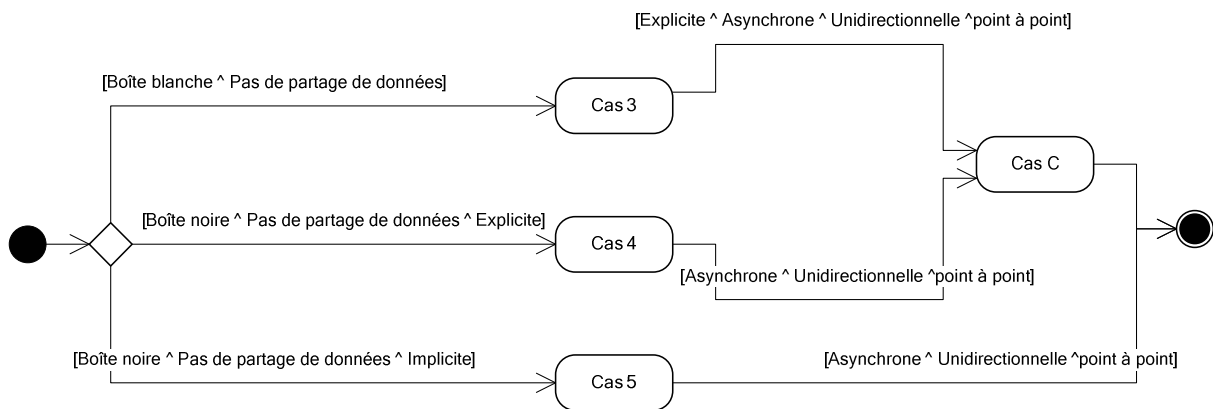 [Explicite ^ Asynchrone ^ Unidirectionnelle ^point à point]
[Boîte blanche ^ Pas de partage de données]
Cas 3
Cas C
[Boîte noire ^ Pas de partage de données ^ Explicite]
Cas 4
[Asynchrone ^ Unidirectionnelle ^point à point]
[Boîte noire ^ Pas de partage de données ^ Implicite]
[Asynchrone ^ Unidirectionnelle ^point à point]
Cas 5